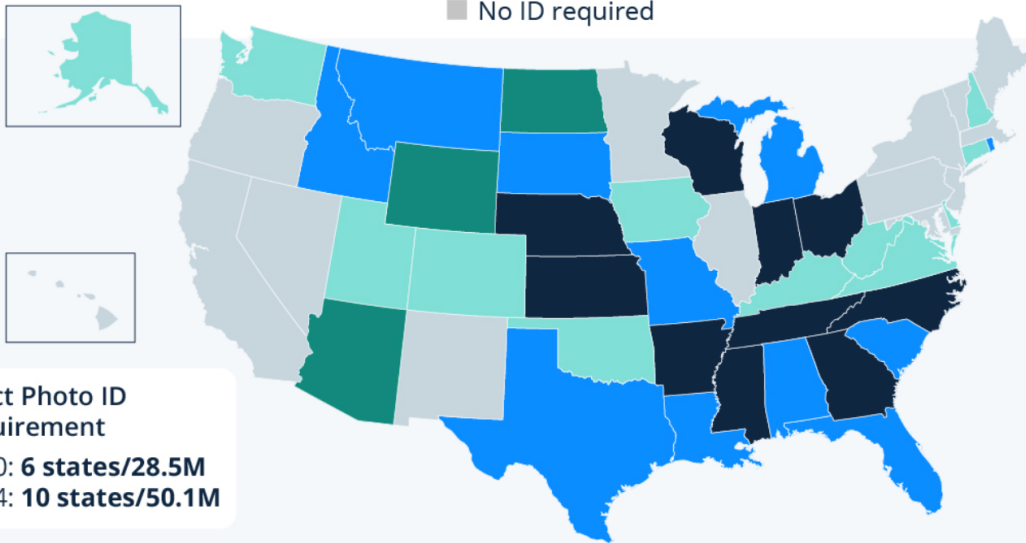 No ID required
ct Photo ID
uirement
0: 6 states/28.5M
4: 10 states/50.1M